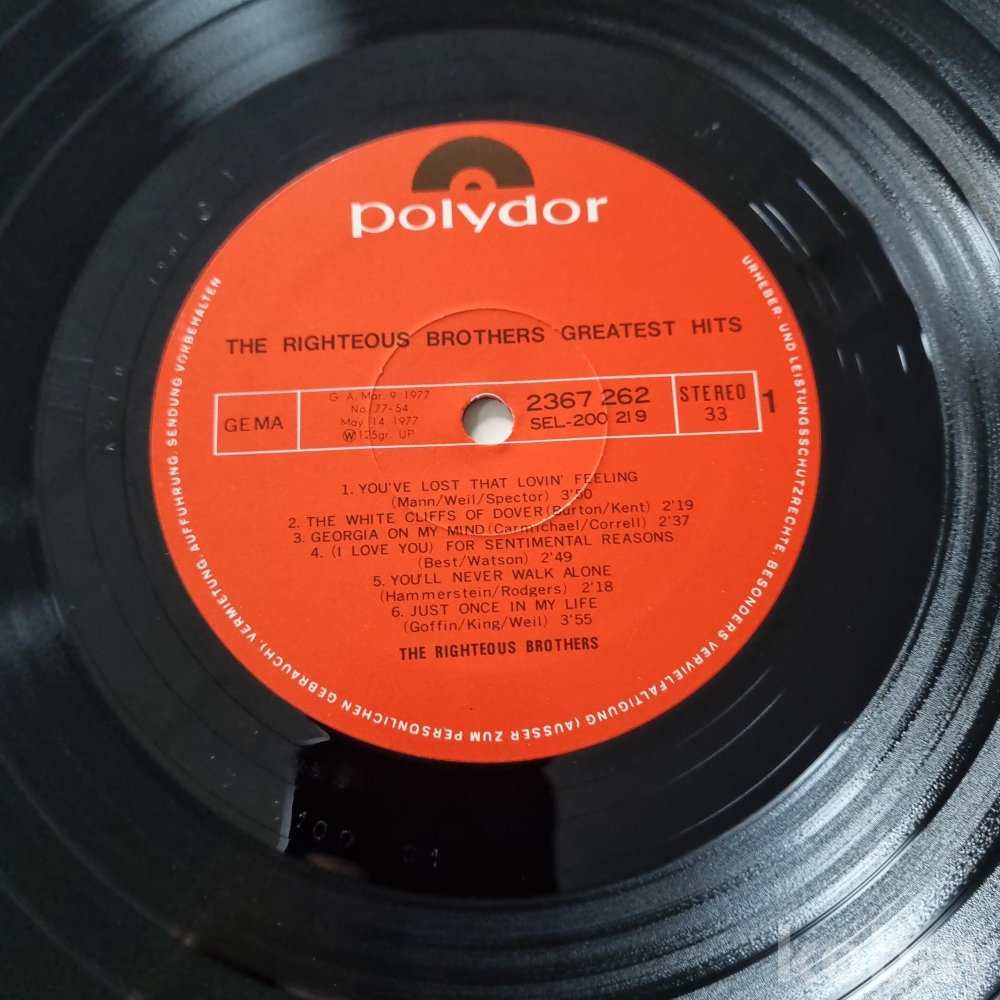 polydor
THE RIGHTEOUS BROTHERS GREATEST HITS
GEMA
G. A. Mar. 9. 1977
No. 77-54
May 14. 1977
Ⓦ125gr. UP
2367 262
SEL-200 219
STEREO
33
1
1. YOU'VE LOST THAT LOVIN' FEELING
(Mann/Weil/Spector) 3'50
2. THE WHITE CLIFFS OF DOVER (Burton/Kent) 2'19
3. GEORGIA ON MY MIND (Carmichael/Correll) 2'37
4. (I LOVE YOU) FOR SENTIMENTAL REASONS
(Best/Watson) 2'49
5. YOU'LL NEVER WALK ALONE
(Hammerstein/Rodgers) 2'18
6. JUST ONCE IN MY LIFE
(Goffin/King/Weil) 3'55
THE RIGHTEOUS BROTHERS
URHEBER- UND LEISTUNGSSCHUTZRECHTE, BESONDERS VERVIELFALTIGUNG (AUSSER ZUM PERSONLICHEN GEBRAUCH), VERMIETUNG, AUFFUHRUNG, SENDUNG VORBEHALTEN
109 81